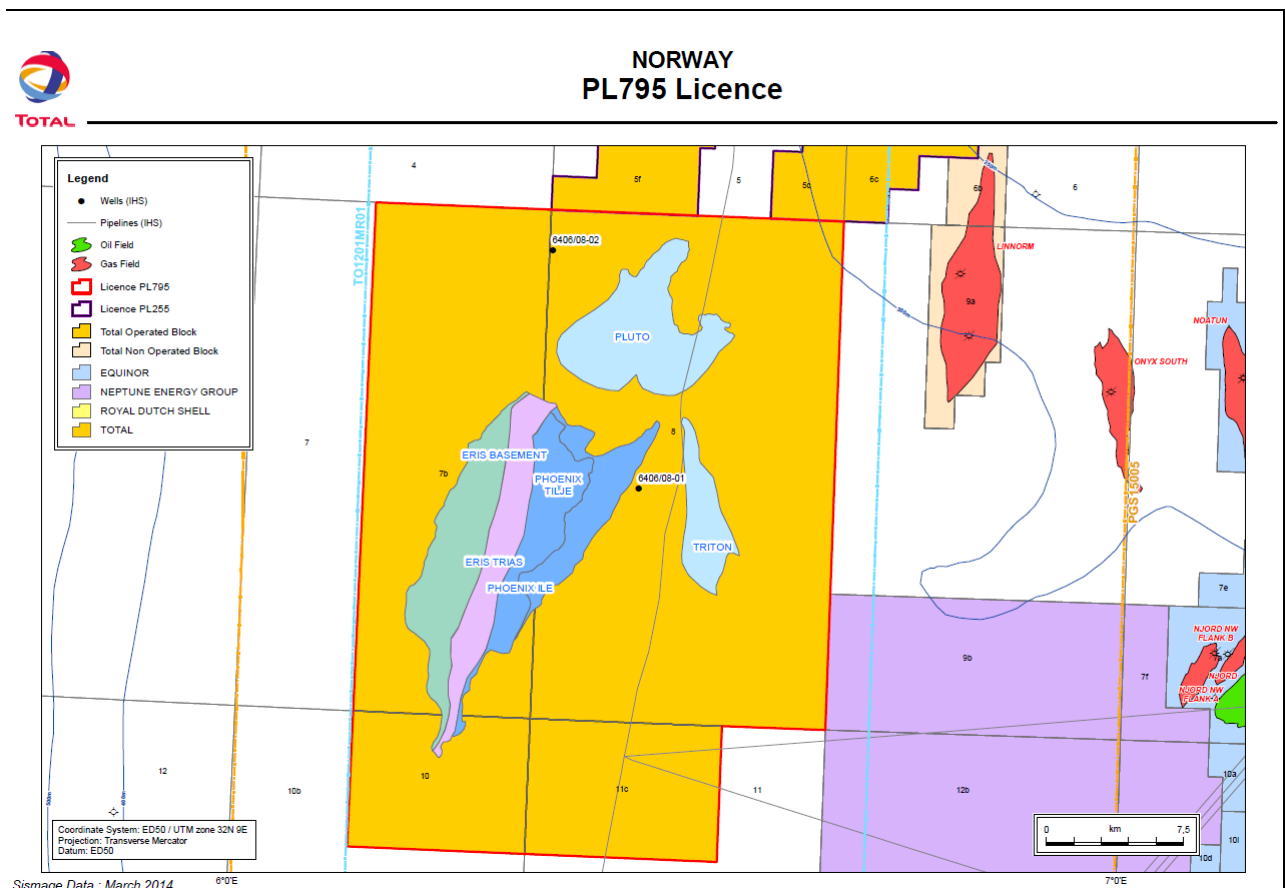 NORWAY
PL795 Licence
TOTAL
Legend
Wells (IHS)
Pipelines (IHS)
Oil Field
Gas Field
Licence PL795
Licence PL255
Total Operated Block
Total Non Operated Block
EQUINOR
NEPTUNE ENERGY GROUP
ROYAL DUTCH SHELL
TOTAL
4
5f
5
5c
6c
6b
6
TO1201MR01
6406/08-02
LINNORM
9a
PLUTO
NOATUN
ONYX SOUTH
7
7b
8
ERIS BASEMENT
PHOENIX
TILJE
6406/08-01
PGS15005
TRITON
ERIS TRIAS
PHOENIX ILE
7e
NJORD NW
FLANK B
9b
7f
NJORD
NJORD NW
FLANK A
12
10b
10
11c
11
12b
10a
10l
10d
Coordinate System: ED50 / UTM zone 32N 9E
Projection: Transverse Mercator
Datum: ED50
0 km 7,5
Sismage Data : March 2014
6°0'E
7°0'E